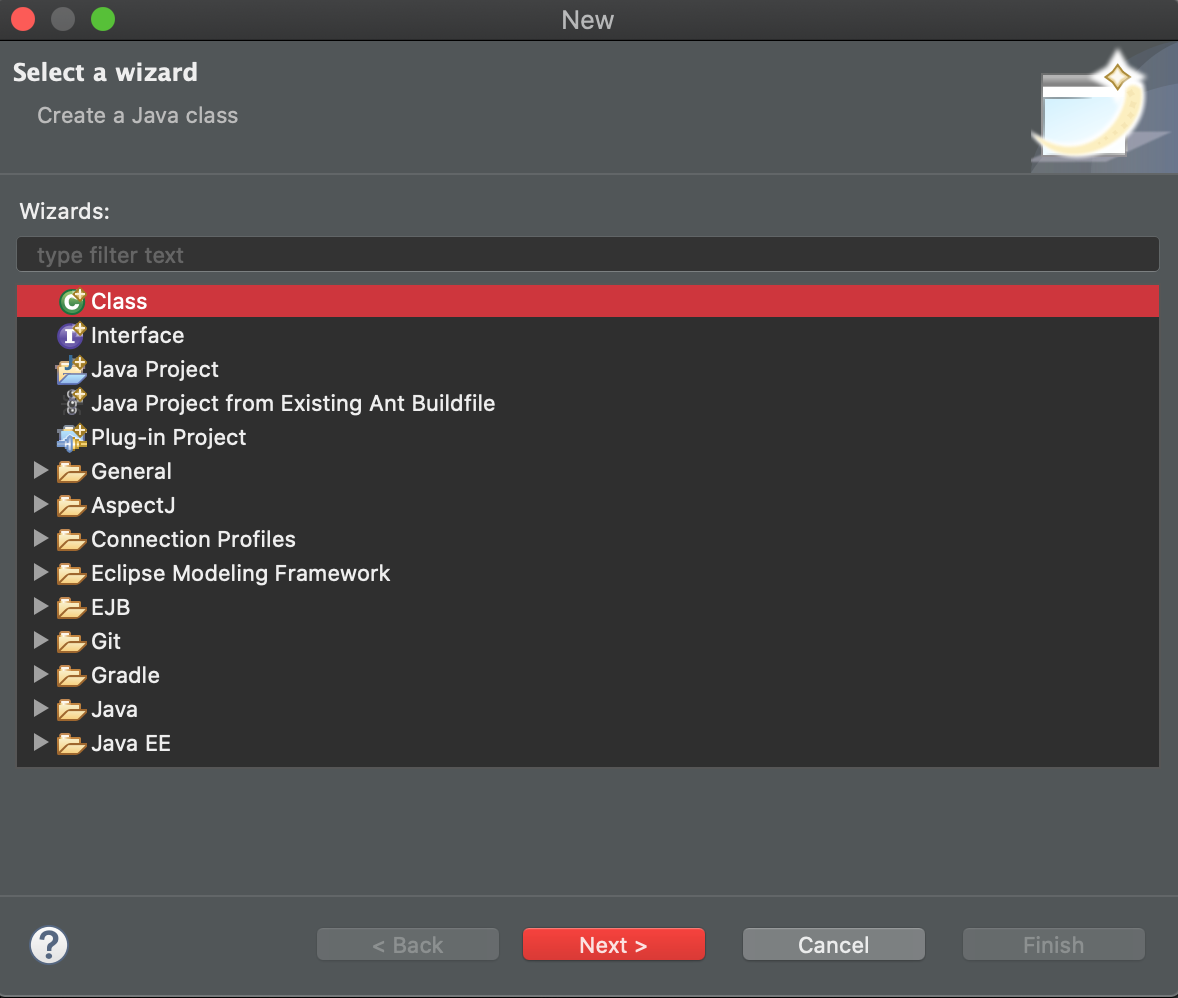 New
Select a wizard
Create a Java class
Wizards:
type filter text
Class
Interface
Java Project
Java Project from Existing Ant Buildfile
Plug-in Project
General
AspectJ
Connection Profiles
Eclipse Modeling Framework
EJB
Git
Gradle
Java
Java EE
? < Back Next > Cancel Finish